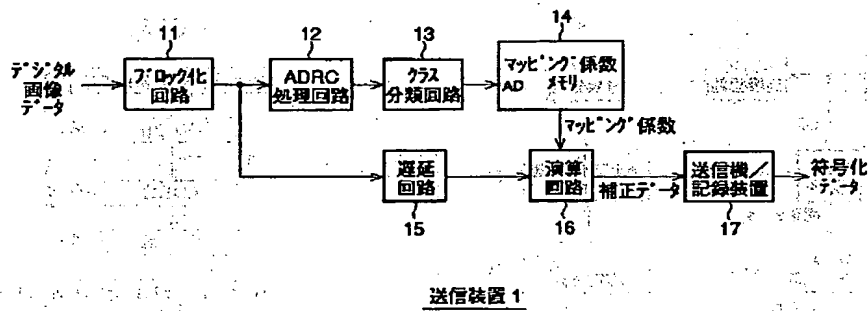 11
12
13
14
デジタル
画像
データ
ブロック化
回路
ADRC
処理回路
クラス
分類回路
マッピング係数
AD メモリ
マッピング係数
遅延
回路
演算
回路
補正データ
送信機/
記録装置
符号化
データ
15
16
17
送信装置 1